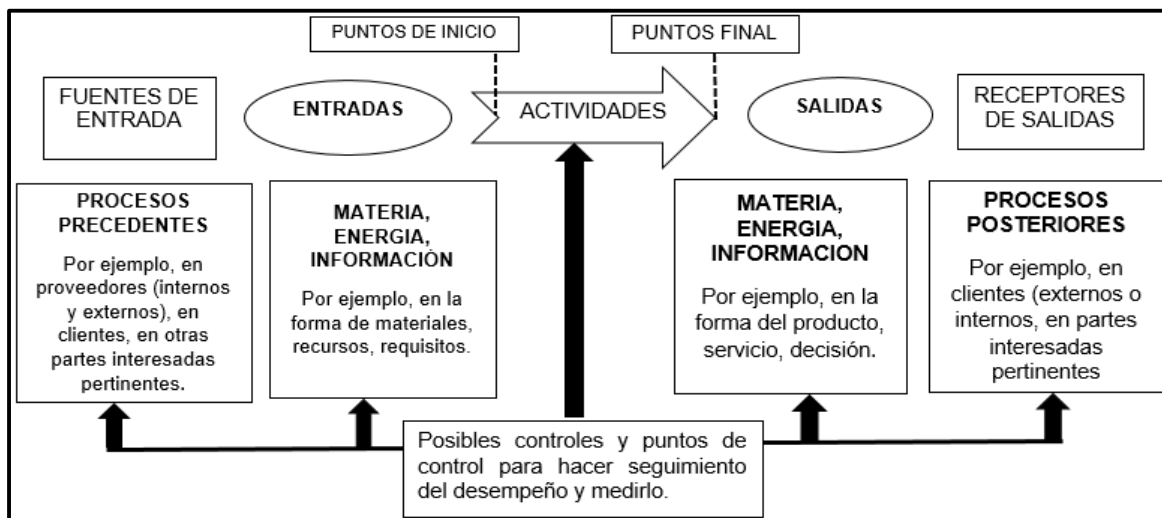 PUNTOS DE INICIO
PUNTOS FINAL
FUENTES DE
ENTRADA
ENTRADAS
ACTIVIDADES
SALIDAS
RECEPTORES
DE SALIDAS
PROCESOS
PRECEDENTES
Por ejemplo, en
proveedores (internos
y externos), en
clientes, en otras
partes interesadas
pertinentes.
MATERIA,
ENERGIA,
INFORMACIÓN
Por ejemplo, en la
forma de materiales,
recursos, requisitos.
MATERIA,
ENERGIA,
INFORMACION
Por ejemplo, en la
forma del producto,
servicio, decisión.
PROCESOS
POSTERIORES
Por ejemplo, en
clientes (externos o
internos, en partes
interesadas
pertinentes
Posibles controles y puntos de
control para hacer seguimiento
del desempeño y medirlo.